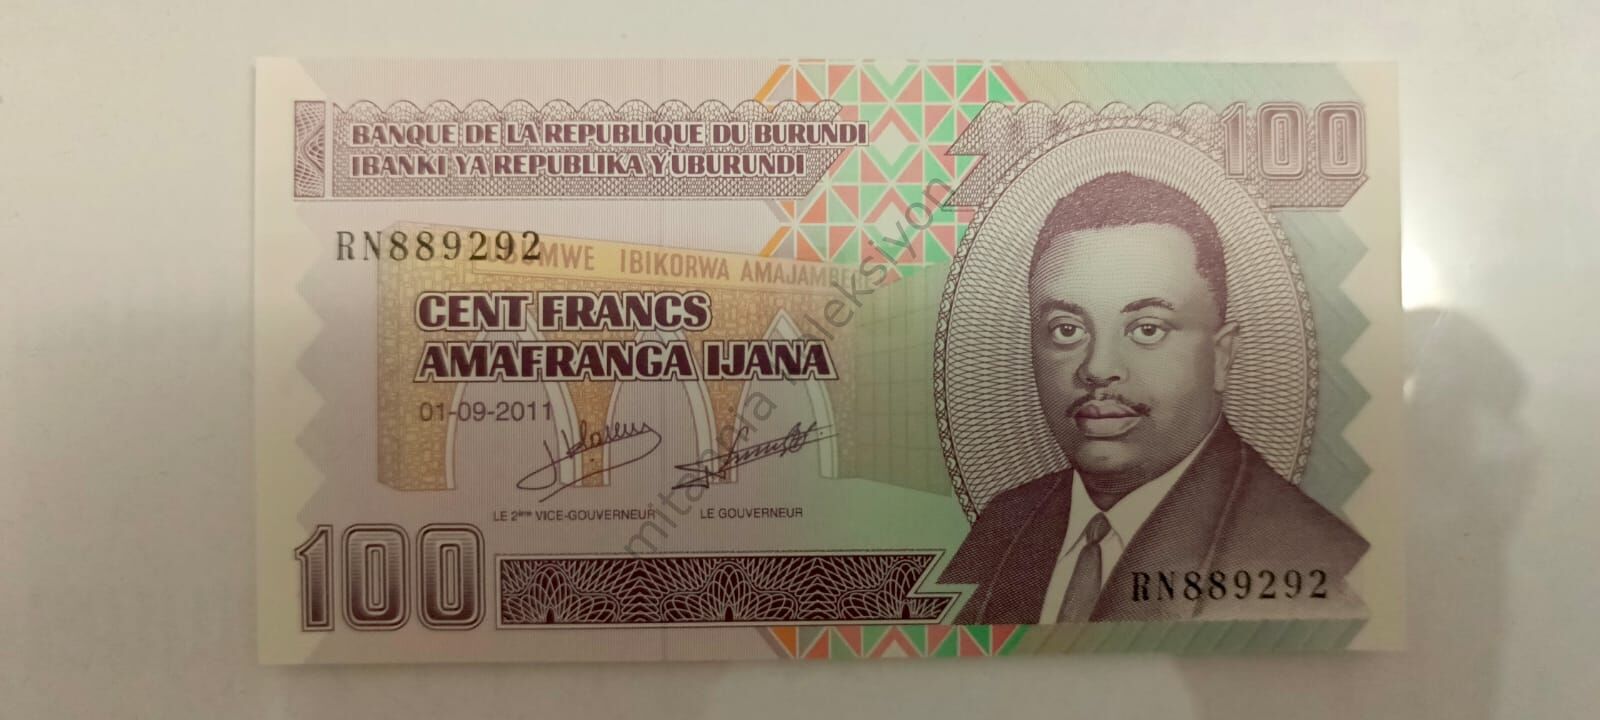 BANQUE DE LA REPUBLIQUE DU BURUNDI
IBANKI YA REPUBLIKA Y'UBURUNDI
100
RN889292
IBIKORWA
CENT FRANCS
AMAFRANGA IJANA
01-09-2011
LE 2ème VICE-GOUVERNEUR
LE GOUVERNEUR
100
RN889292